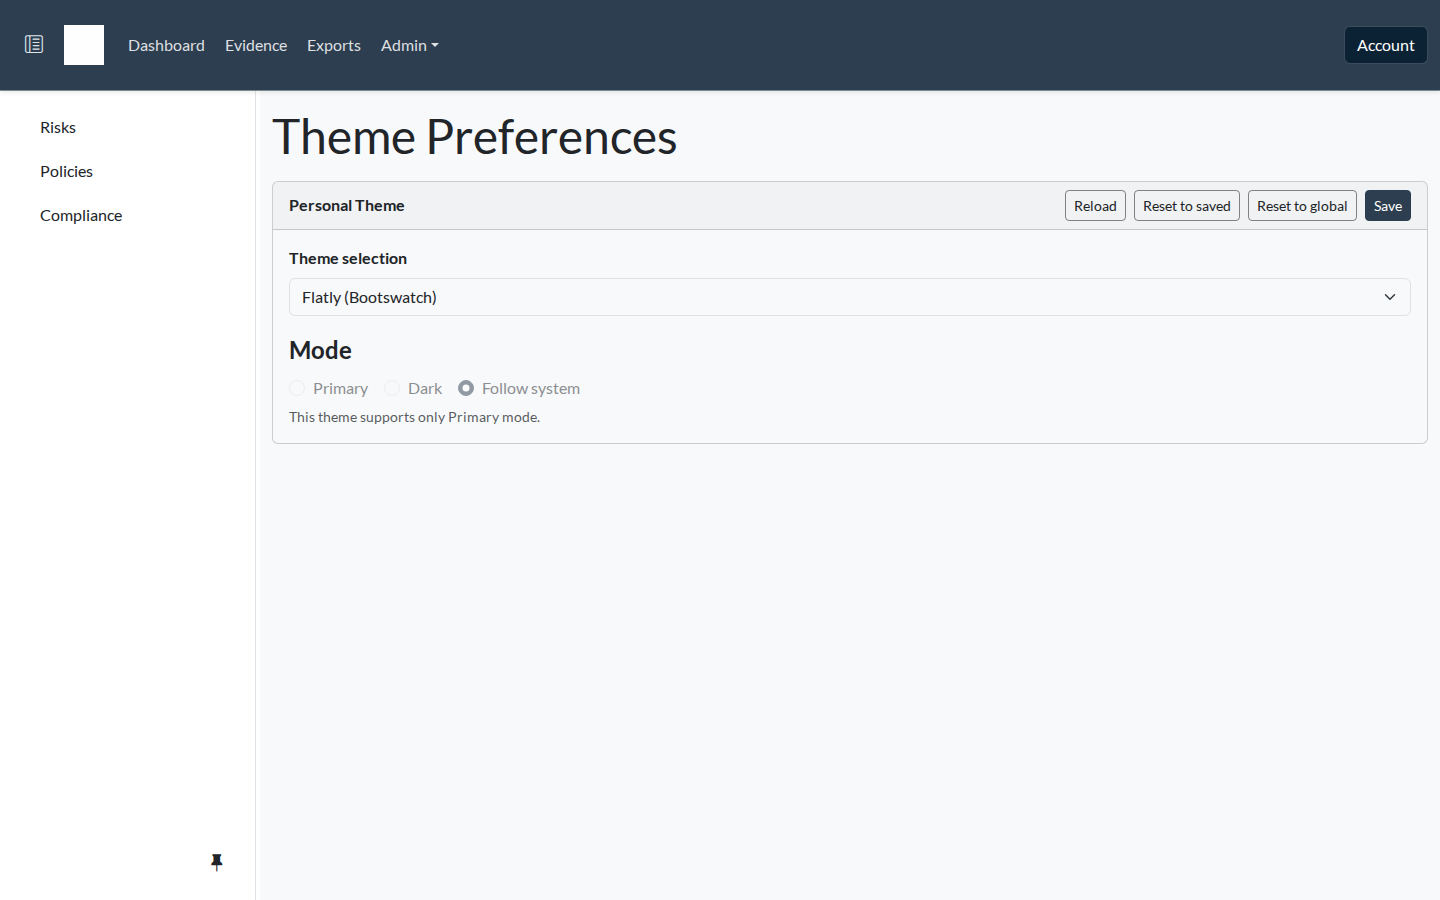 Dashboard Evidence Exports Admin Account
Risks
Policies
Compliance
Theme Preferences
Personal Theme Reload Reset to saved Reset to global Save
Theme selection
Flatly (Bootswatch)
Mode
Primary Dark Follow system
This theme supports only Primary mode.